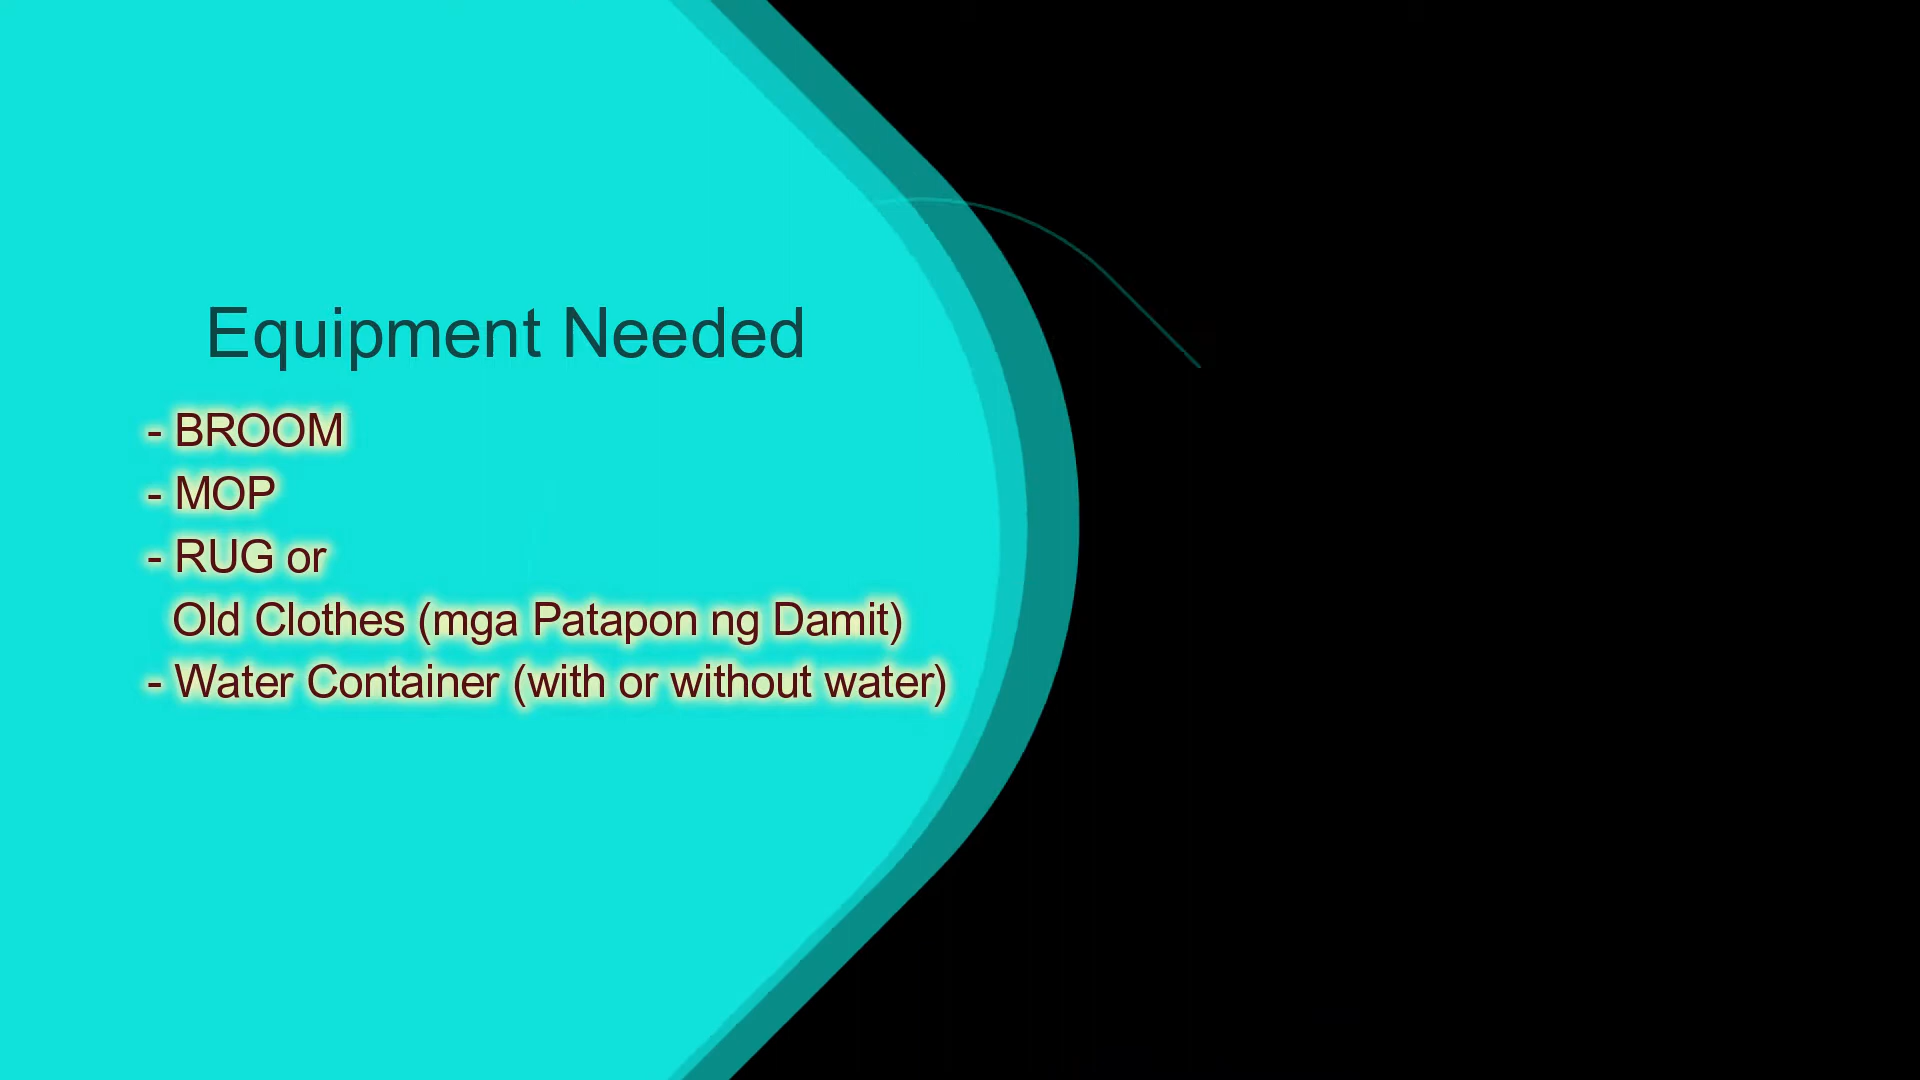 Equipment Needed
- BROOM
- MOP
- RUG or
Old Clothes (mga Patapon ng Damit)
- Water Container (with or without water)